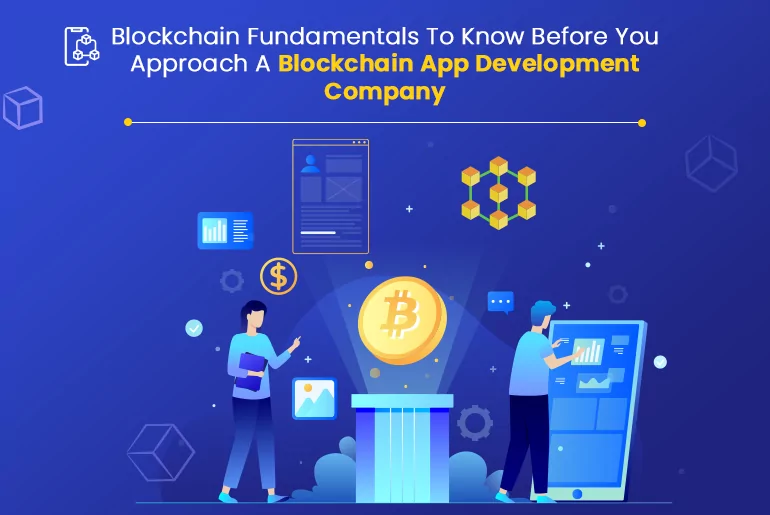 Blockchain Fundamentals To Know Before You
Approach A Blockchain App Development
Company